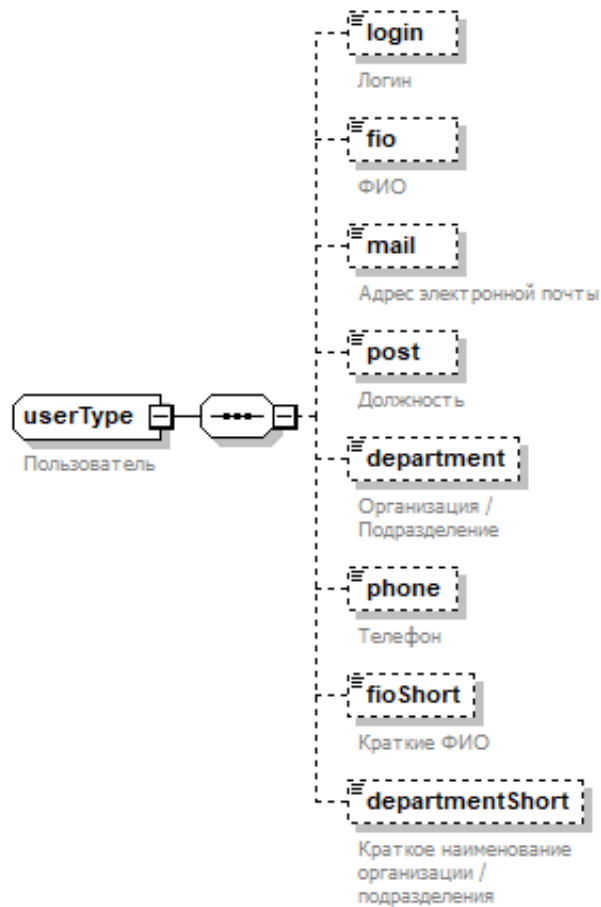 login
Логин
fio
ФИО
mail
Адрес электронной почты
post
Должность
userType
Пользователь
department
Организация /
Подразделение
phone
Телефон
fioShort
Краткие ФИО
departmentShort
Краткое наименование
организации /
подразделения